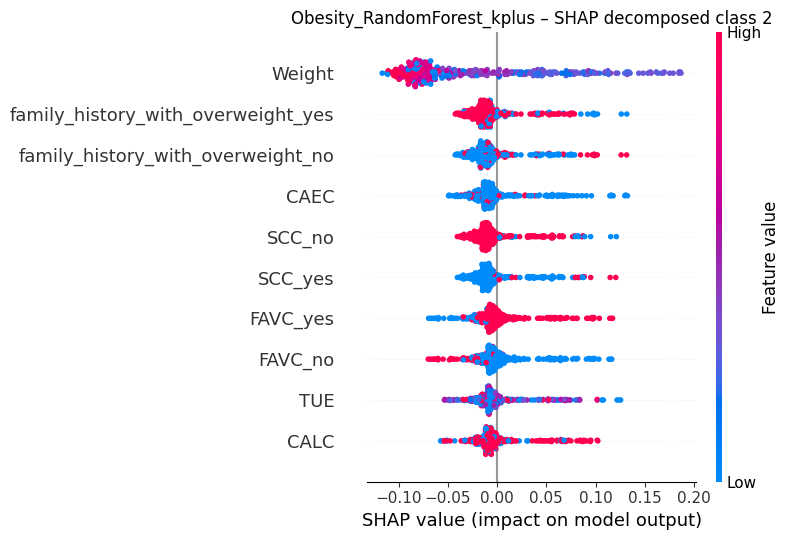 Obesity_RandomForest_kplus – SHAP decomposed class 2
High
Weight
family_history_with_overweight_yes
family_history_with_overweight_no
CAEC
SCC_no
SCC_yes
FAVC_yes
FAVC_no
TUE
CALC
Feature value
Low
−0.10 −0.05 0.00 0.05 0.10 0.15 0.20
SHAP value (impact on model output)